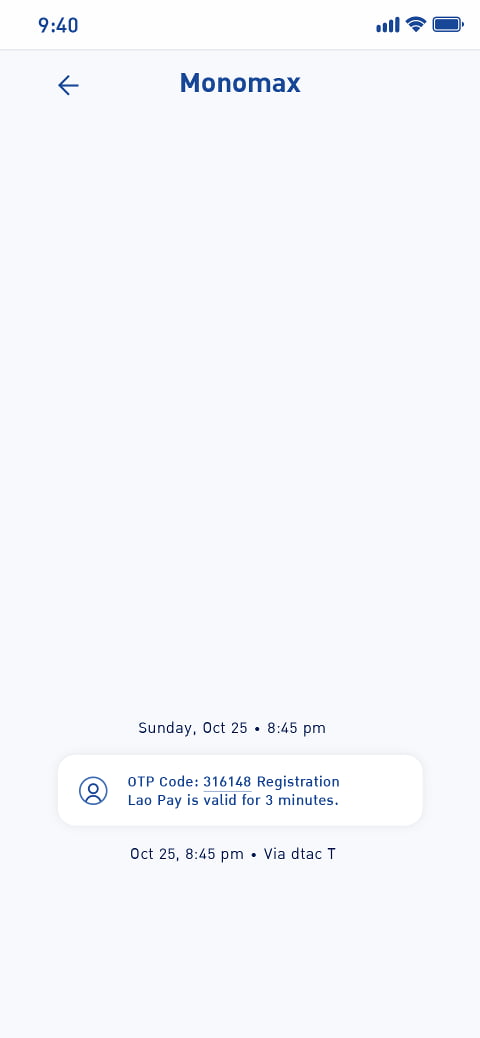 9:40
Monomax
Sunday, Oct 25 • 8:45 pm
OTP Code: 316148 Registration
Lao Pay is valid for 3 minutes.
Oct 25, 8:45 pm • Via dtac T